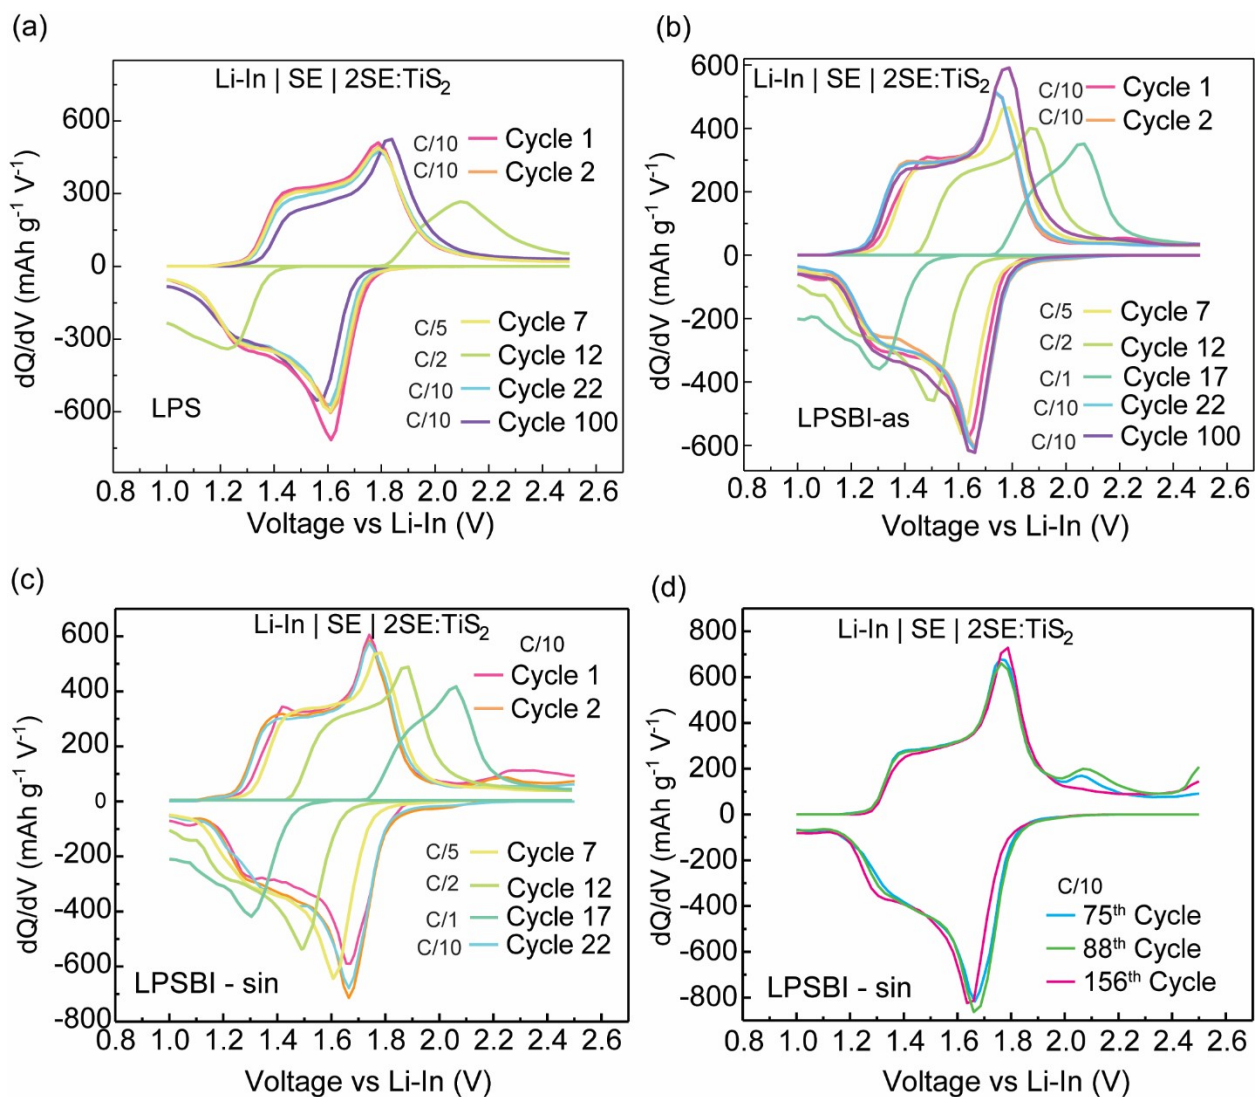 (a)
Li-In | SE | 2SE:TiS₂
C/10 Cycle 1
C/10 Cycle 2
C/5 Cycle 7
C/2 Cycle 12
C/10 Cycle 22
C/10 Cycle 100
LPS
600
300
0
-300
-600
dQ/dV (mAh g⁻¹ V⁻¹)
0.8 1.0 1.2 1.4 1.6 1.8 2.0 2.2 2.4 2.6
Voltage vs Li-In (V)
(b)
Li-In | SE | 2SE:TiS₂
C/10 Cycle 1
C/10 Cycle 2
C/5 Cycle 7
C/2 Cycle 12
C/1 Cycle 17
C/10 Cycle 22
C/10 Cycle 100
LPSBI-as
600
400
200
0
-200
-400
-600
dQ/dV (mAh g⁻¹ V⁻¹)
0.8 1.0 1.2 1.4 1.6 1.8 2.0 2.2 2.4 2.6
Voltage vs Li-In (V)
(c)
Li-In | SE | 2SE:TiS₂
C/10
Cycle 1
Cycle 2
C/5 Cycle 7
C/2 Cycle 12
C/1 Cycle 17
C/10 Cycle 22
LPSBI - sin
600
400
200
0
-200
-400
-600
-800
dQ/dV (mAh g⁻¹ V⁻¹)
0.8 1.0 1.2 1.4 1.6 1.8 2.0 2.2 2.4 2.6
Voltage vs Li-In (V)
(d)
Li-In | SE | 2SE:TiS₂
C/10
75th Cycle
88th Cycle
156th Cycle
LPSBI - sin
800
600
400
200
0
-200
-400
-600
-800
dQ/dV (mAh g⁻¹ V⁻¹)
0.8 1.0 1.2 1.4 1.6 1.8 2.0 2.2 2.4 2.6
Voltage vs Li-In (V)